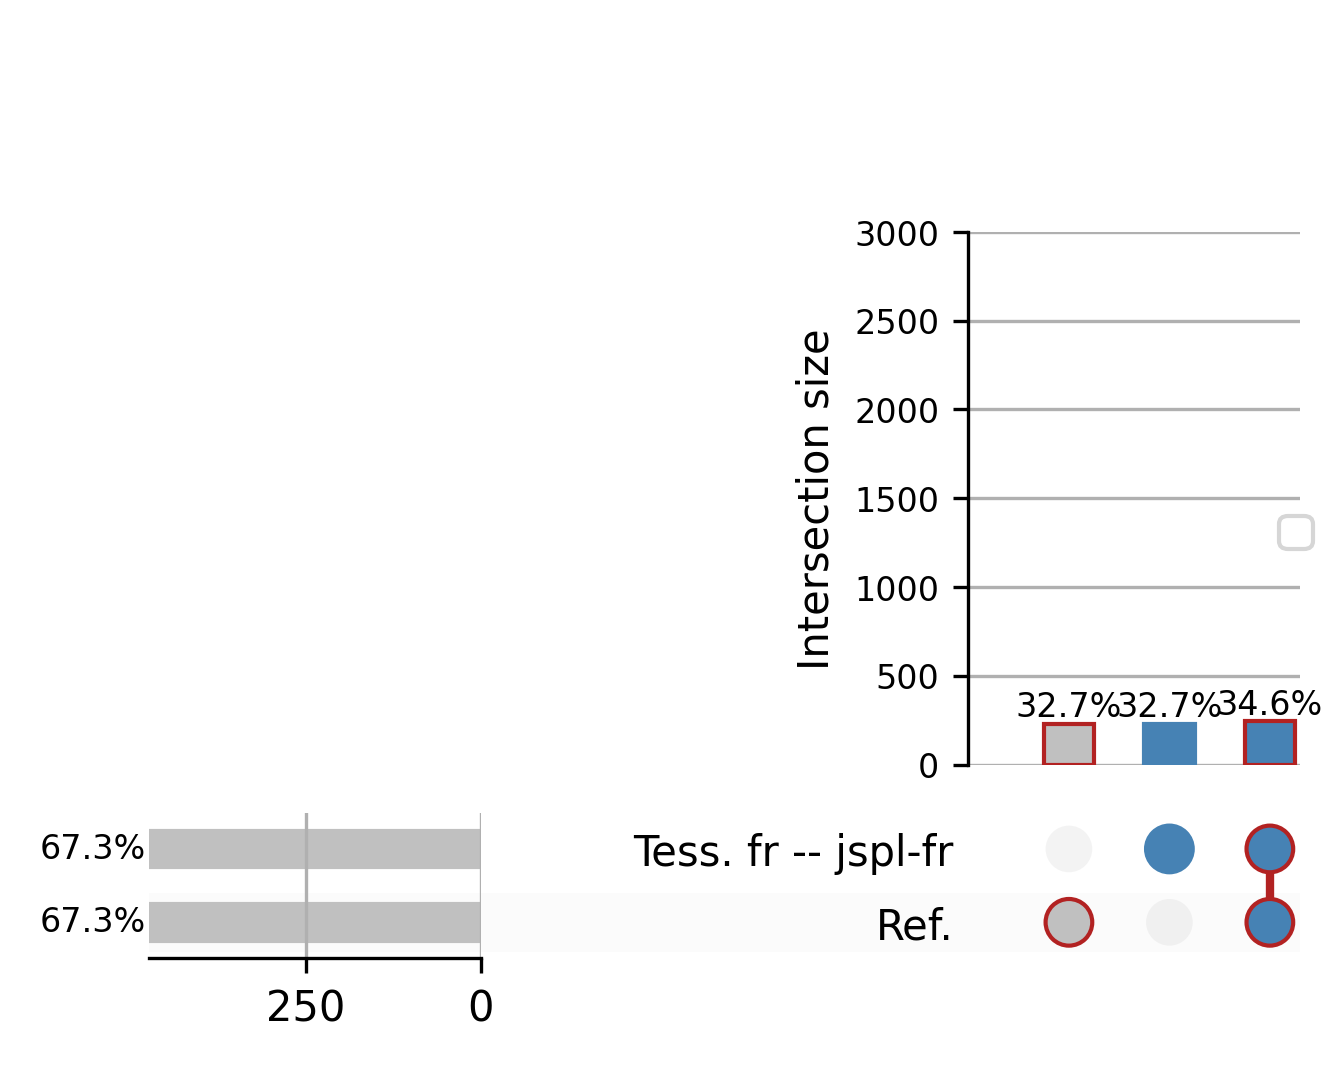 3000
2500
2000
1500
1000
500
0
Intersection size
32.7% 32.7% 34.6%
67.3% Tess. fr -- jspl-fr
67.3% Ref.
250 0